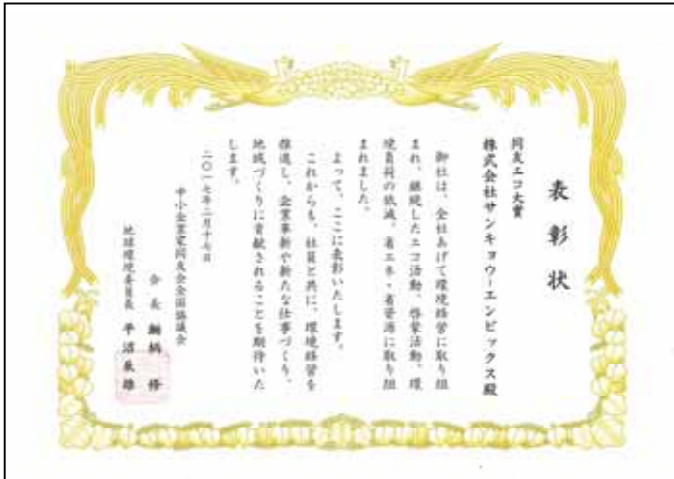 表彰状
同友エコ大賞
株式会社サンキョウ-エンビックス殿
御社は、全社あげて環境経営に取り組
まれ、継続したエコ活動、啓蒙活動、環
境負荷の低減、省エネ・省資源に取り組
まれました。
よって、ここに表彰いたします。
これからも、社員と共に、環境経営を
推進し、企業革新や新たな仕事づくり、
地域づくりに貢献されることを期待いた
します。
二〇一七年二月十七日
中小企業家同友会全国協議会
会長 鋤柄 修
地球環境委員長 平沼辰雄